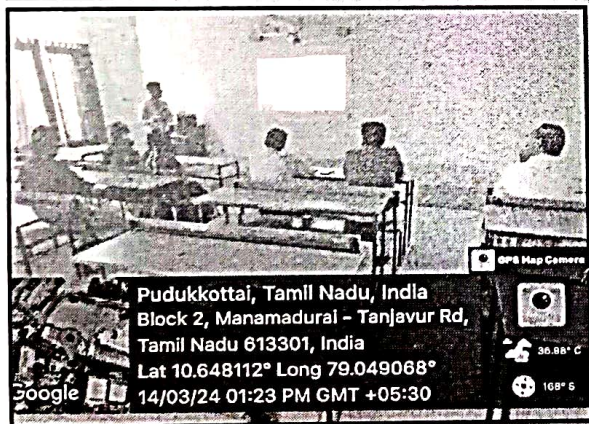 GPS Map Camera
Pudukkottai, Tamil Nadu, India
Block 2, Manamadurai - Tanjavur Rd,
Tamil Nadu 613301, India
Lat 10.648112° Long 79.049068°
14/03/24 01:23 PM GMT +05:30
Google
36.98° C
168° S